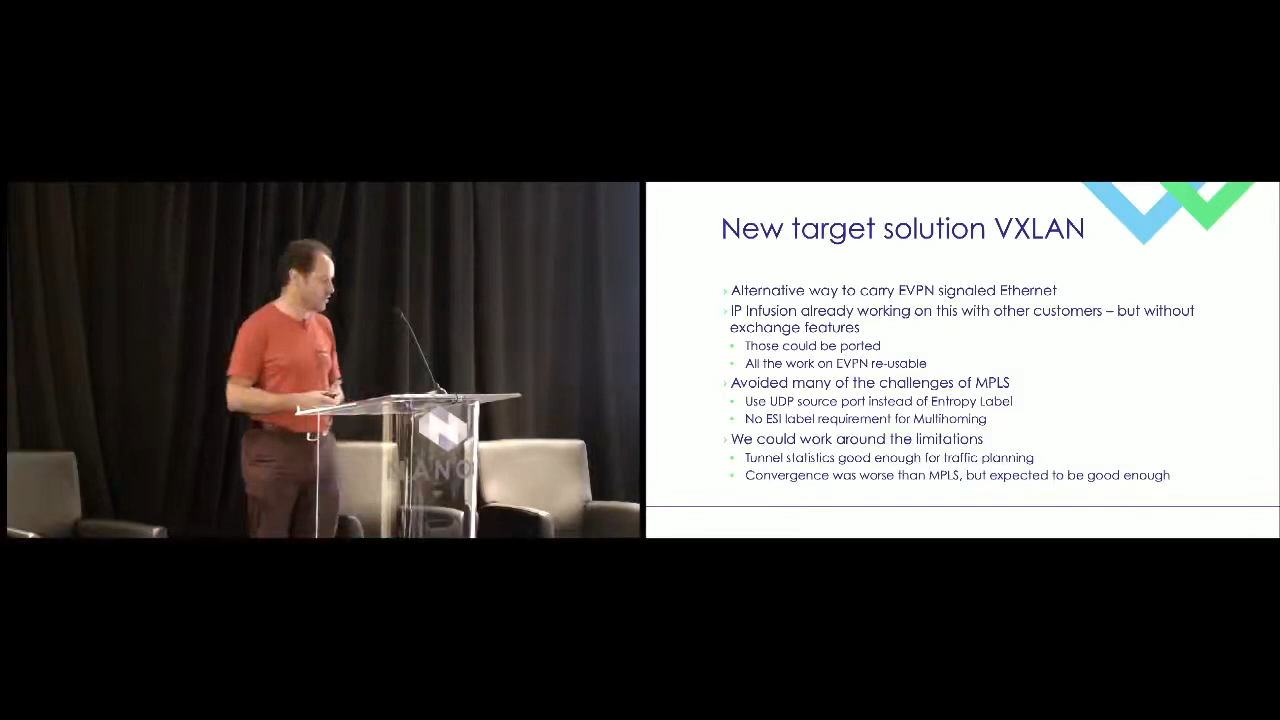 New target solution VXLAN
› Alternative way to carry EVPN signaled Ethernet
› IP Infusion already working on this with other customers – but without
exchange features
• Those could be ported
• All the work on EVPN re-usable
› Avoided many of the challenges of MPLS
• Use UDP source port instead of Entropy Label
• No ESI label requirement for Multihoming
› We could work around the limitations
• Tunnel statistics good enough for traffic planning
• Convergence was worse than MPLS, but expected to be good enough
NANO